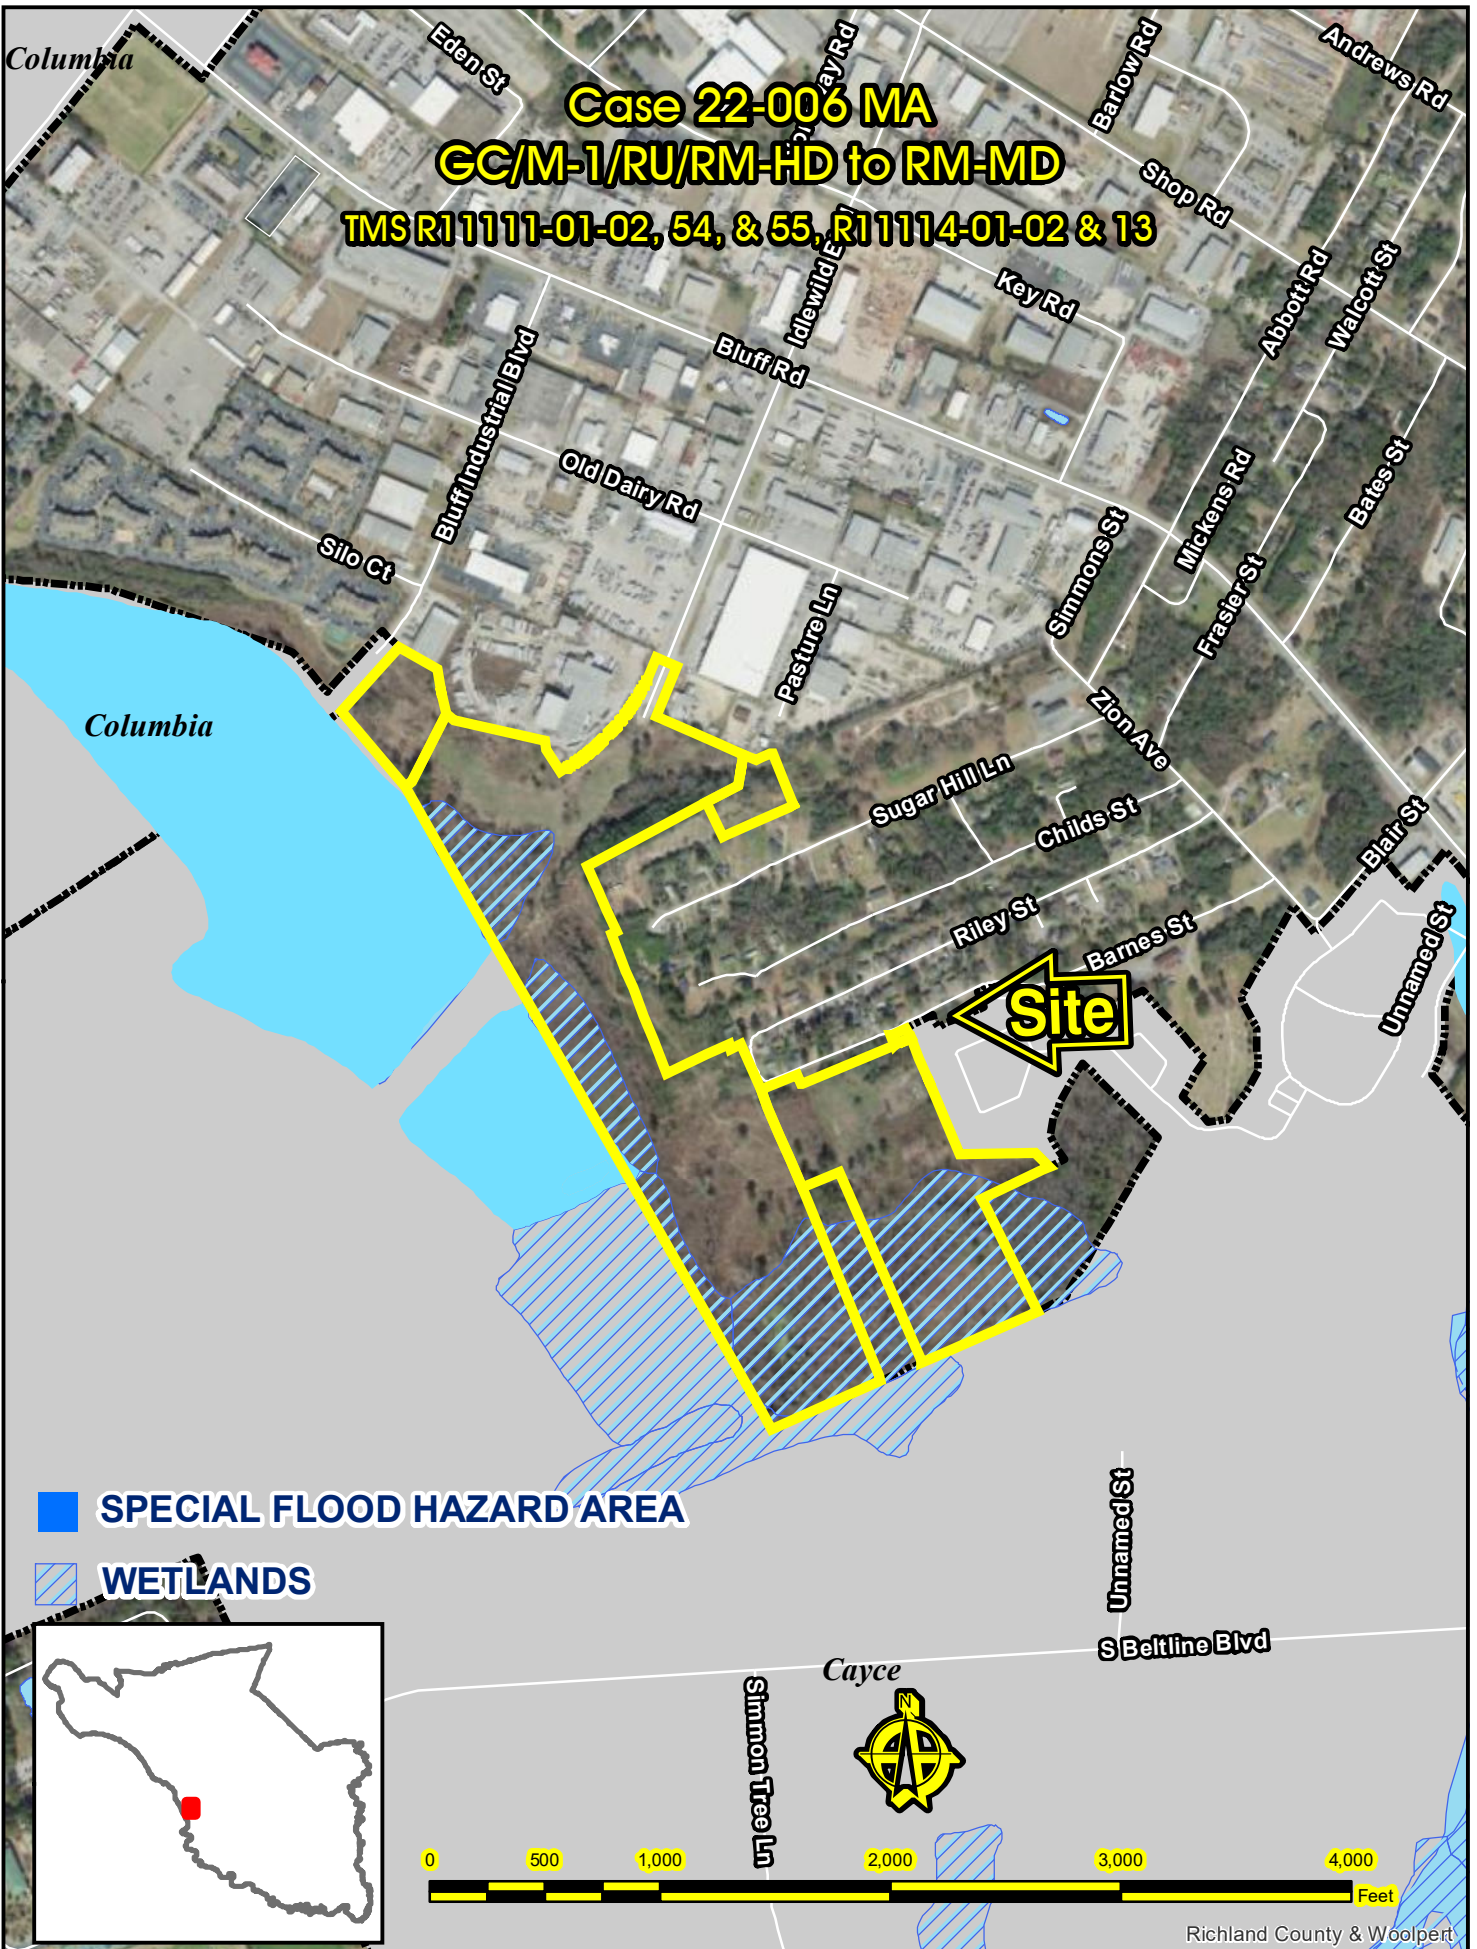 Columbia
Eden St
Barlow Rd
Andrews Rd
Case 22-006 MA
GC/M-1/RU/RM-HD to RM-MD
TMS R11111-01-02, 54, & 55, R11114-01-02 & 13
Shop Rd
Key Rd
Idlewild
Abbott Rd
Walcott St
Bluff Rd
Bluff Industrial Blvd
Old Dairy Rd
Mickens Rd
Bates St
Silo Ct
Simmons St
Frasier St
Pasture Ln
Columbia
Zion Ave
Sugar Hill Ln
Childs St
Blair St
Riley St
Barnes St
Unnamed St
Site
SPECIAL FLOOD HAZARD AREA
WETLANDS
Unnamed St
S Beltline Blvd
Cayce
Simmon Tree Ln
N
0 500 1,000 2,000 3,000 4,000
Feet
Richland County & Woolpert